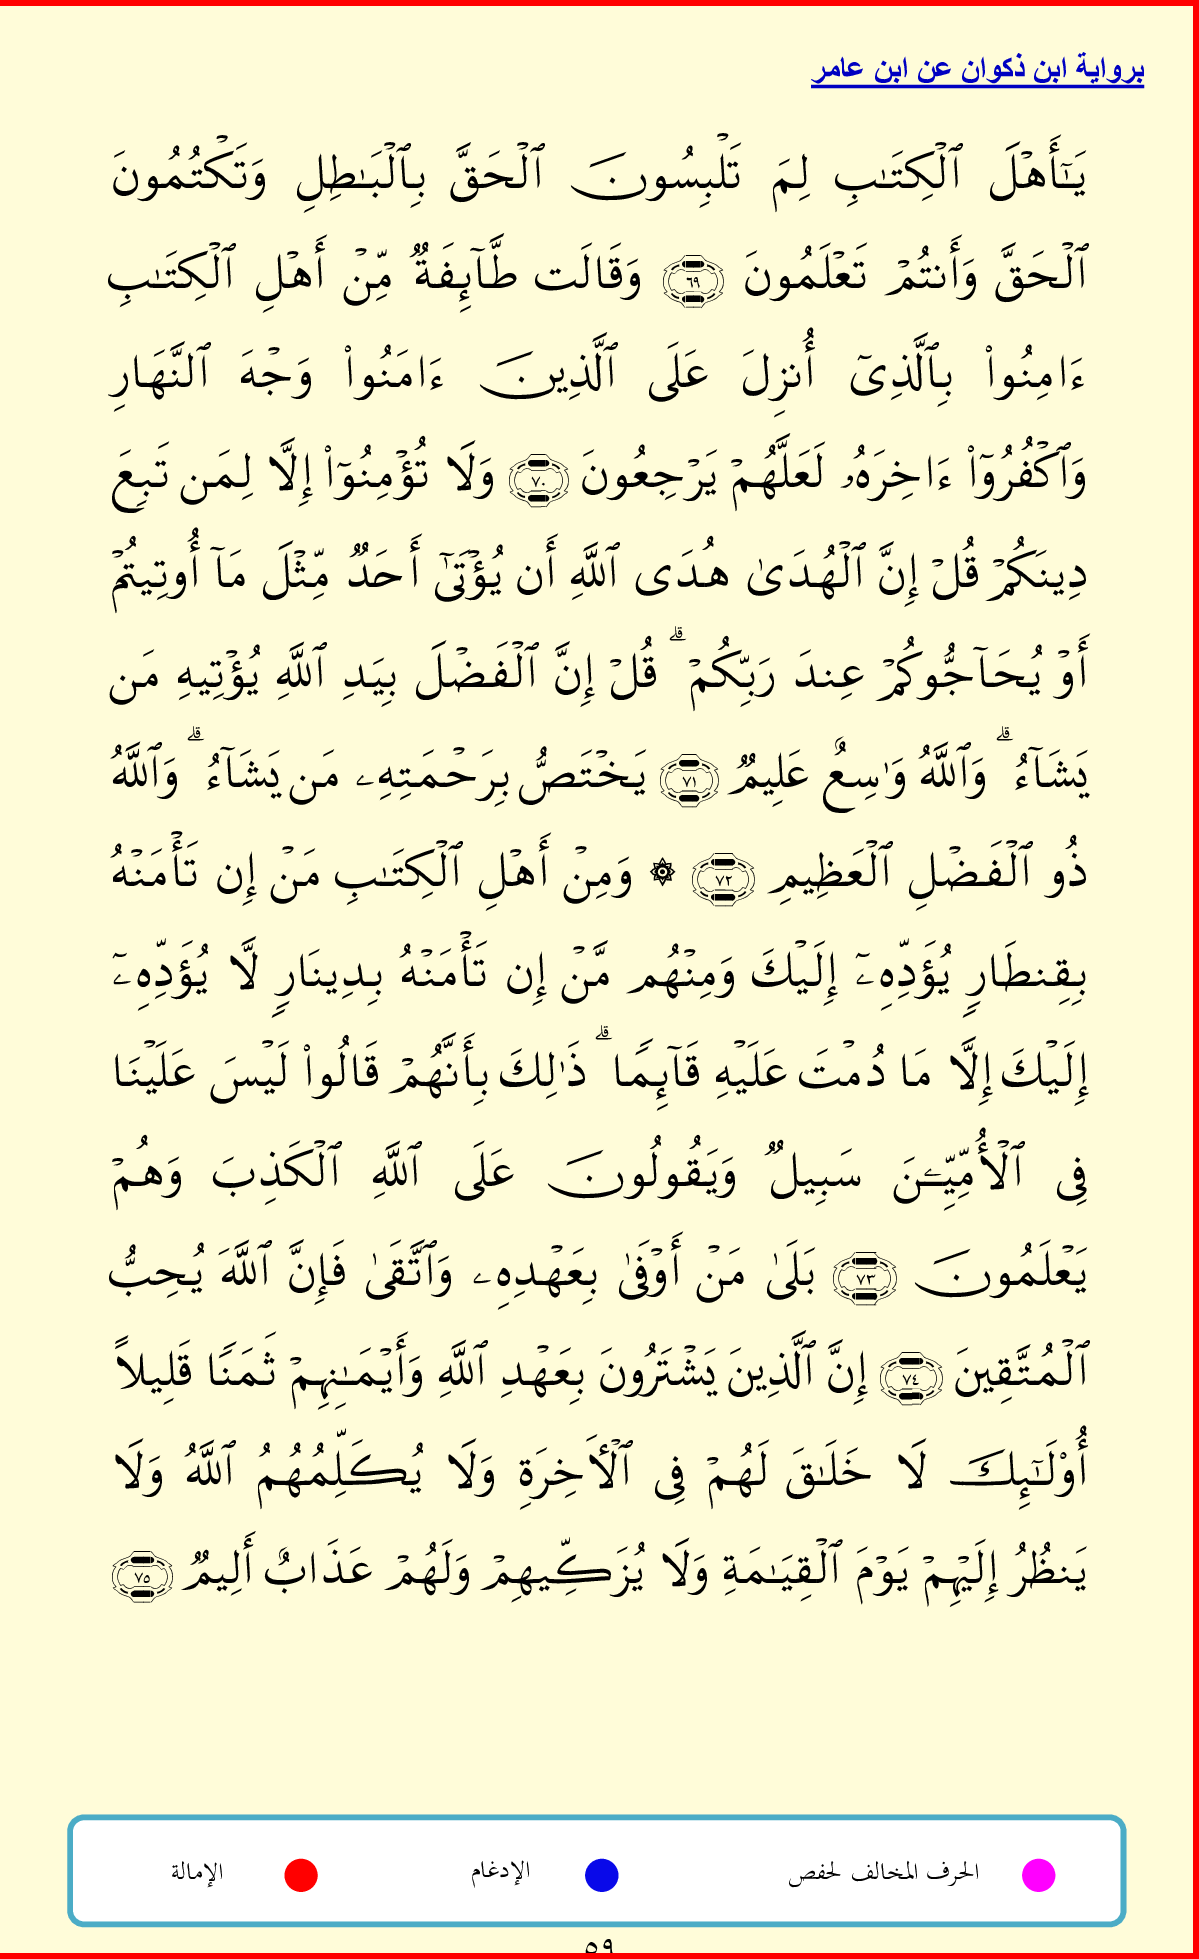 برواية ابن ذكوان عن ابن عامر
يَـٰٓأَهۡلَ ٱلۡكِتَـٰبِ لِمَ تَلۡبِسُونَ ٱلۡحَقَّ بِٱلۡبَـٰطِلِ وَتَكۡتُمُونَ
ٱلۡحَقَّ وَأَنتُمۡ تَعۡلَمُونَ ٦٩ وَقَالَت طَّآئِفَةٌ مِّنۡ أَهۡلِ ٱلۡكِتَـٰبِ
ءَامِنُواْ بِٱلَّذِىٓ أُنزِلَ عَلَى ٱلَّذِينَ ءَامَنُواْ وَجۡهَ ٱلنَّهَارِ
وَٱكۡفُرُوٓاْ ءَاخِرَهُۥ لَعَلَّهُمۡ يَرۡجِعُونَ ٧٠ وَلَا تُؤۡمِنُوٓاْ إِلَّا لِمَن تَبِعَ
دِينَكُمۡ قُلۡ إِنَّ ٱلۡهُدَىٰ هُدَى ٱللَّهِ أَن يُؤۡتَىٰٓ أَحَدٌ مِّثۡلَ مَآ أُوتِيتُمۡ
أَوۡ يُحَآجُّوكُمۡ عِندَ رَبِّكُمۡۗ قُلۡ إِنَّ ٱلۡفَضۡلَ بِيَدِ ٱللَّهِ يُؤۡتِيهِ مَن
يَشَآءُۗ وَٱللَّهُ وَٰسِعٌ عَلِيمٌ ٧١ يَخۡتَصُّ بِرَحۡمَتِهِۦ مَن يَشَآءُۗ وَٱللَّهُ
ذُو ٱلۡفَضۡلِ ٱلۡعَظِيمِ ٧٢ ۞ وَمِنۡ أَهۡلِ ٱلۡكِتَـٰبِ مَنۡ إِن تَأۡمَنۡهُ
بِقِنطَارٍ يُؤَدِّهِۦٓ إِلَيۡكَ وَمِنۡهُم مَّنۡ إِن تَأۡمَنۡهُ بِدِينَارٍ لَّا يُؤَدِّهِۦٓ
إِلَيۡكَ إِلَّا مَا دُمۡتَ عَلَيۡهِ قَآئِمًاۗ ذَٰلِكَ بِأَنَّهُمۡ قَالُواْ لَيۡسَ عَلَيۡنَا
فِى ٱلۡأُمِّيِّـۧنَ سَبِيلٌ وَيَقُولُونَ عَلَى ٱللَّهِ ٱلۡكَذِبَ وَهُمۡ
يَعۡلَمُونَ ٧٣ بَلَىٰ مَنۡ أَوۡفَىٰ بِعَهۡدِهِۦ وَٱتَّقَىٰ فَإِنَّ ٱللَّهَ يُحِبُّ
ٱلۡمُتَّقِينَ ٧٤ إِنَّ ٱلَّذِينَ يَشۡتَرُونَ بِعَهۡدِ ٱللَّهِ وَأَيۡمَـٰنِهِمۡ ثَمَنًا قَلِيلاً
أُوْلَـٰٓئِكَ لَا خَلَـٰقَ لَهُمۡ فِى ٱلۡأَخِرَةِ وَلَا يُكَلِّمُهُمُ ٱللَّهُ وَلَا
يَنظُرُ إِلَيۡهِمۡ يَوۡمَ ٱلۡقِيَـٰمَةِ وَلَا يُزَكِّيهِمۡ وَلَهُمۡ عَذَابٌ أَلِيمٌ ٧٥
الحرف المخالف لحفص الإدغام الإمالة
٥٩